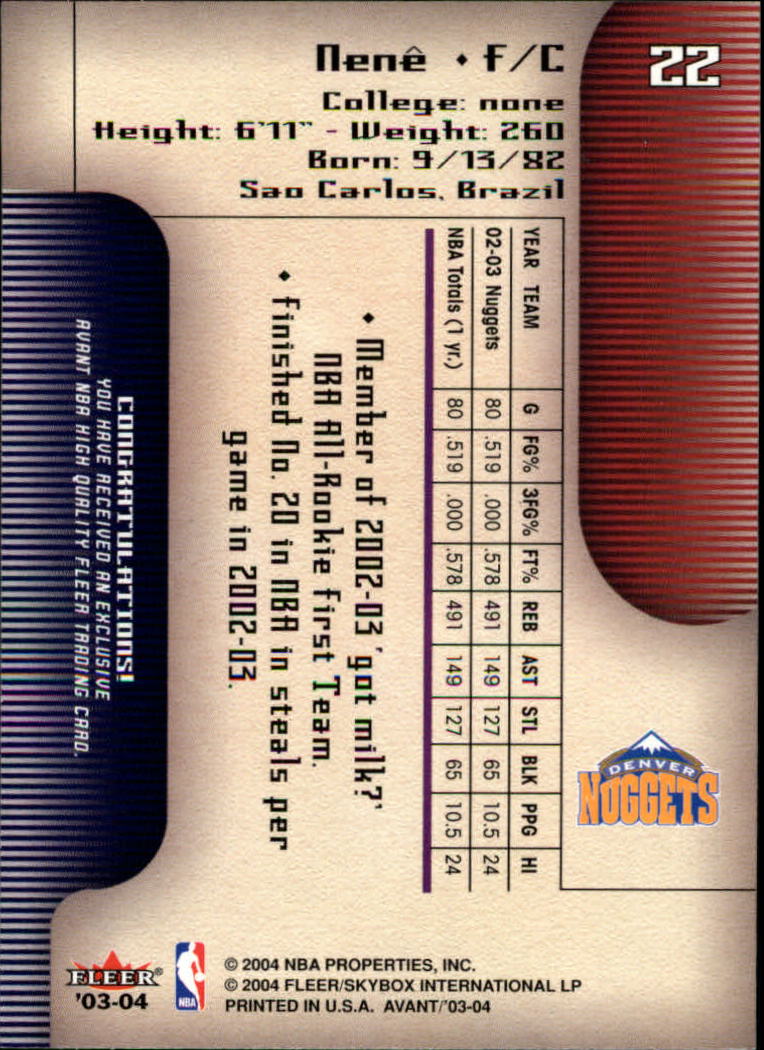 22
Nenê ♦ F/C
College: none
Height: 6'11" - Weight: 260
Born: 9/13/82
Sao Carlos, Brazil
YEAR TEAM G FG% 3FG% FT% REB AST STL BLK PPG HI
02-03 Nuggets 80 .519 .000 .578 491 149 127 65 10.5 24
NBA Totals (1 yr.) 80 .519 .000 .578 491 149 127 65 10.5 24
♦ Member of 2002-03 'got milk?'
NBA All-Rookie First Team.
♦ Finished No. 20 in NBA in steals per
game in 2002-03.
CONGRATULATIONS!
YOU HAVE RECEIVED AN EXCLUSIVE
AVANT NBA HIGH QUALITY FLEER TRADING CARD.
DENVER
NUGGETS
FLEER®
'03-04
NBA
© 2004 NBA PROPERTIES, INC.
© 2004 FLEER/SKYBOX INTERNATIONAL LP
PRINTED IN U.S.A. AVANT/'03-04